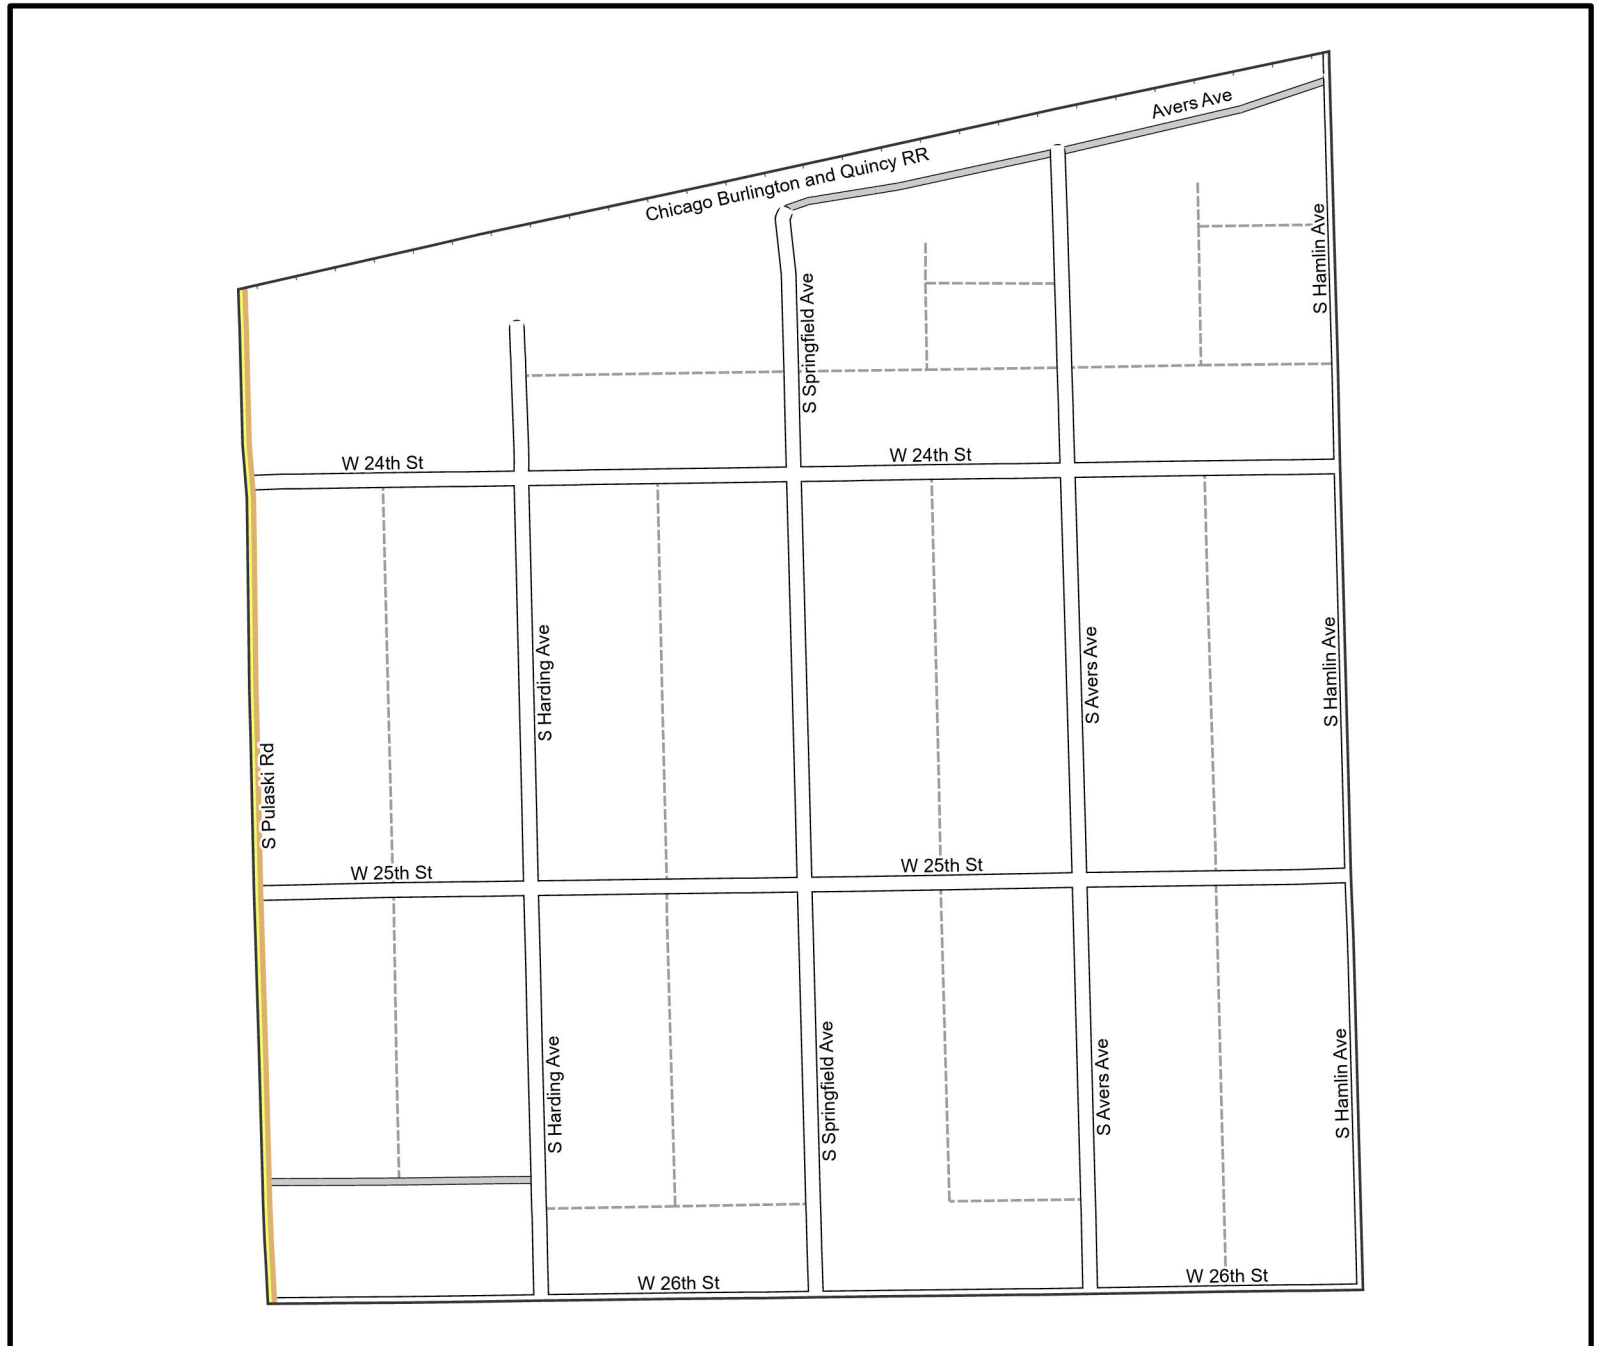 Avers Ave
Chicago Burlington and Quincy RR
S Hamlin Ave
S Springfield Ave
W 24th St
W 24th St
S Harding Ave
S Avers Ave
S Hamlin Ave
S Pulaski Rd
W 25th St
W 25th St
S Harding Ave
S Springfield Ave
S Avers Ave
S Hamlin Ave
W 26th St
W 26th St